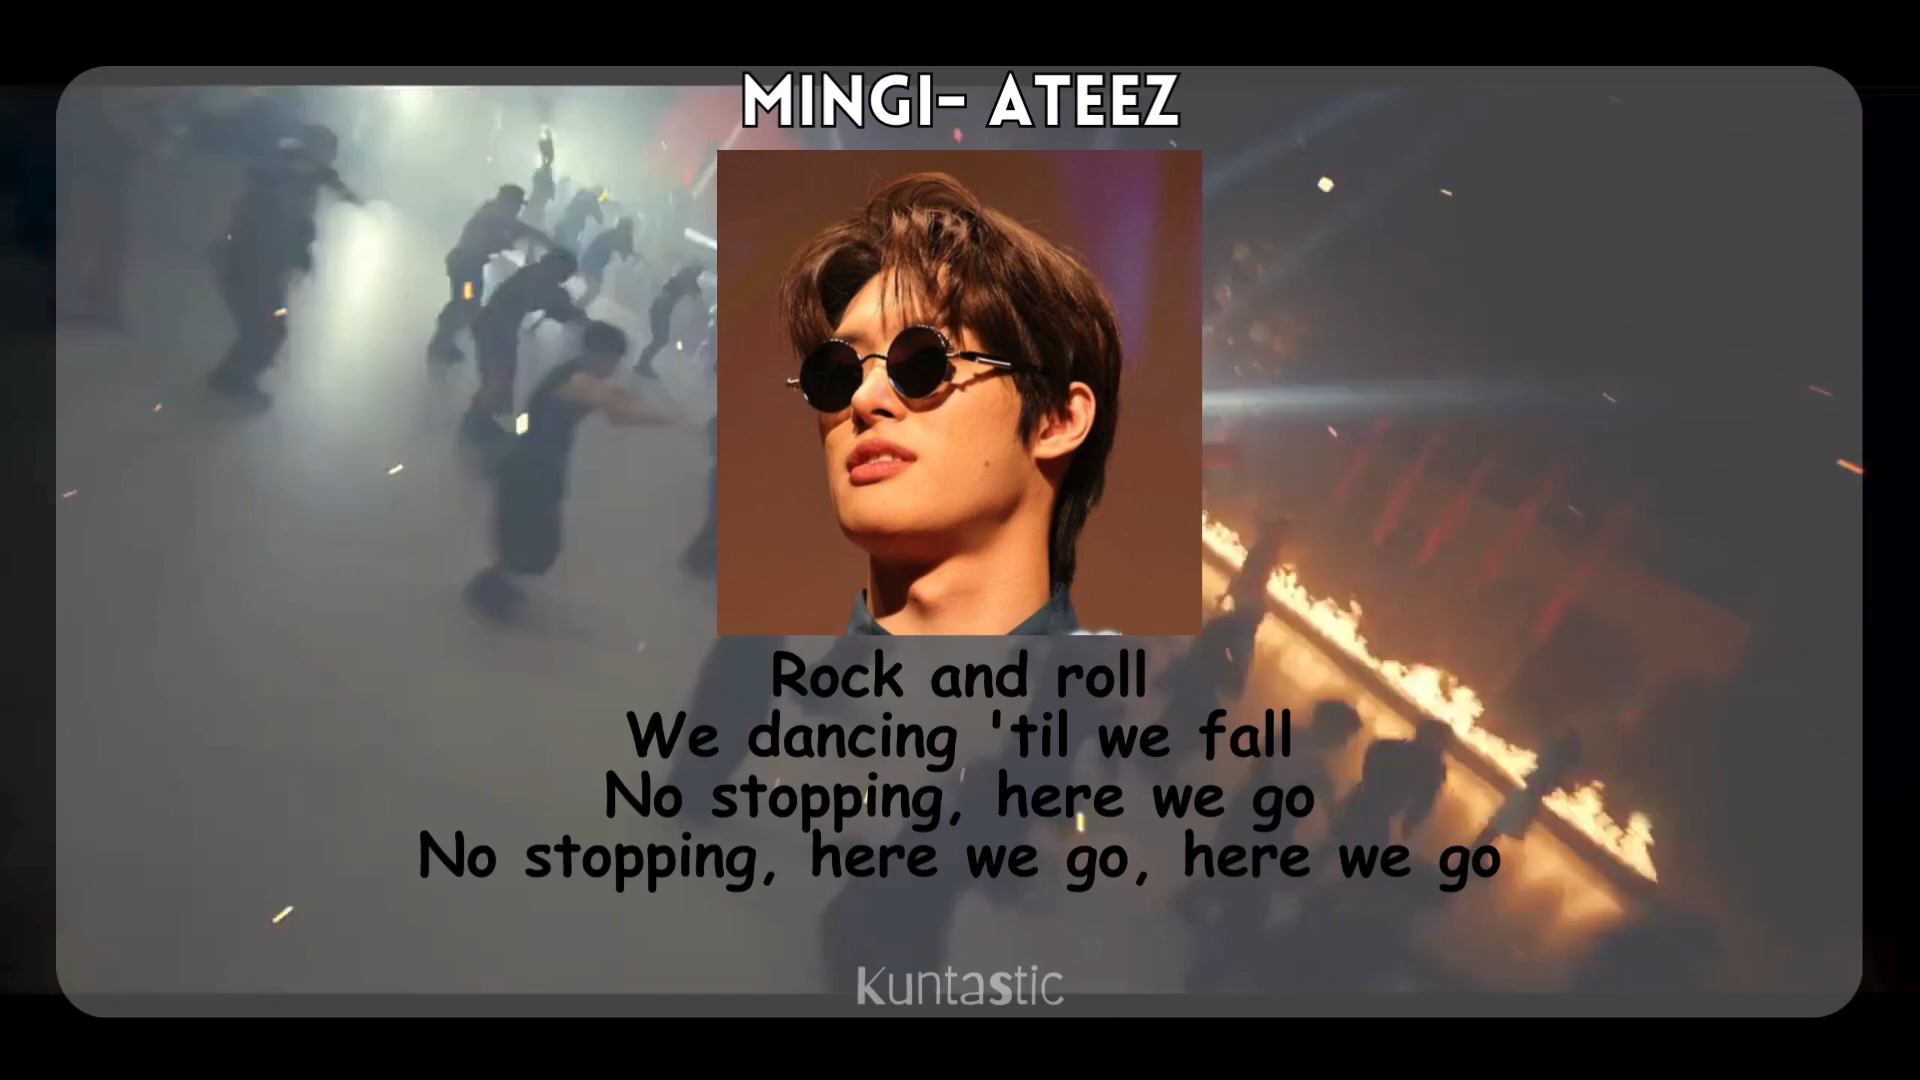 MINGI- ATEEZ
Rock and roll
We dancing 'til we fall
No stopping, here we go
No stopping, here we go, here we go
Kuntastic